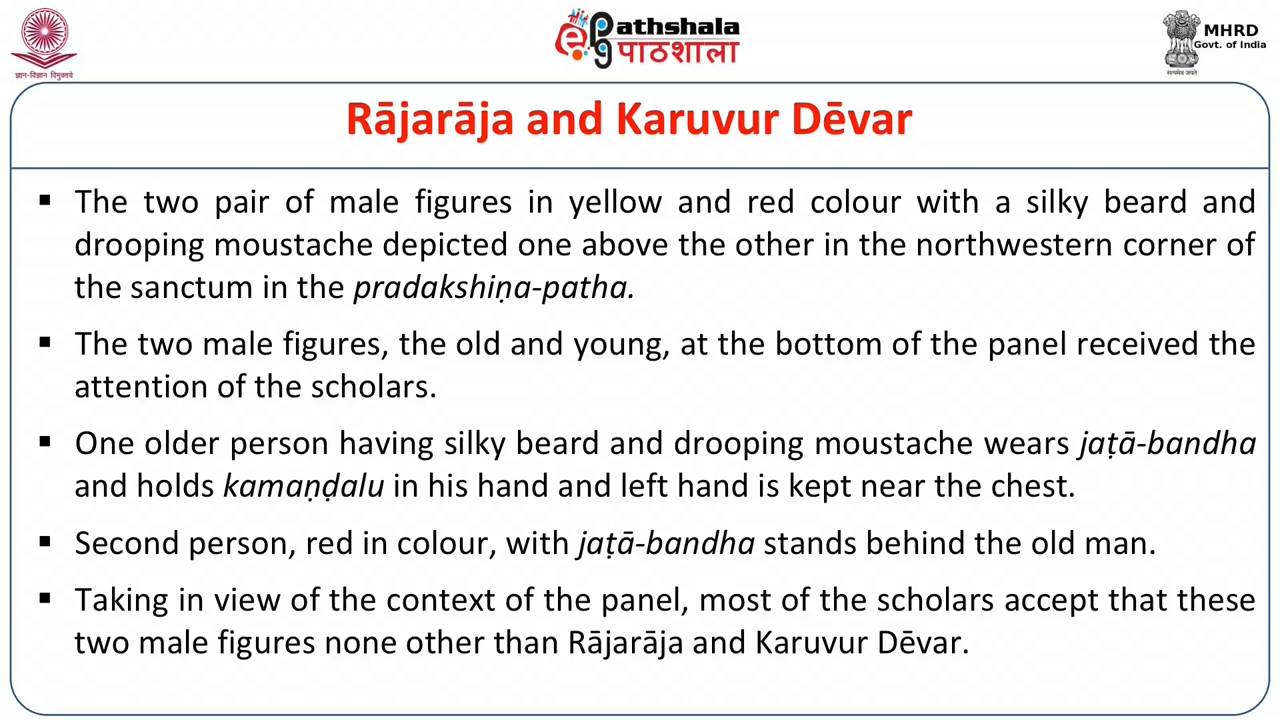 ज्ञान-विज्ञान विमुक्तये
ePg Pathshala
पाठशाला
MHRD
Govt. of India
सत्यमेव जयते
Rājarāja and Karuvur Dēvar
▪ The two pair of male figures in yellow and red colour with a silky beard and
drooping moustache depicted one above the other in the northwestern corner of
the sanctum in the pradakshiṇa-patha.
▪ The two male figures, the old and young, at the bottom of the panel received the
attention of the scholars.
▪ One older person having silky beard and drooping moustache wears jaṭā-bandha
and holds kamaṇḍalu in his hand and left hand is kept near the chest.
▪ Second person, red in colour, with jaṭā-bandha stands behind the old man.
▪ Taking in view of the context of the panel, most of the scholars accept that these
two male figures none other than Rājarāja and Karuvur Dēvar.